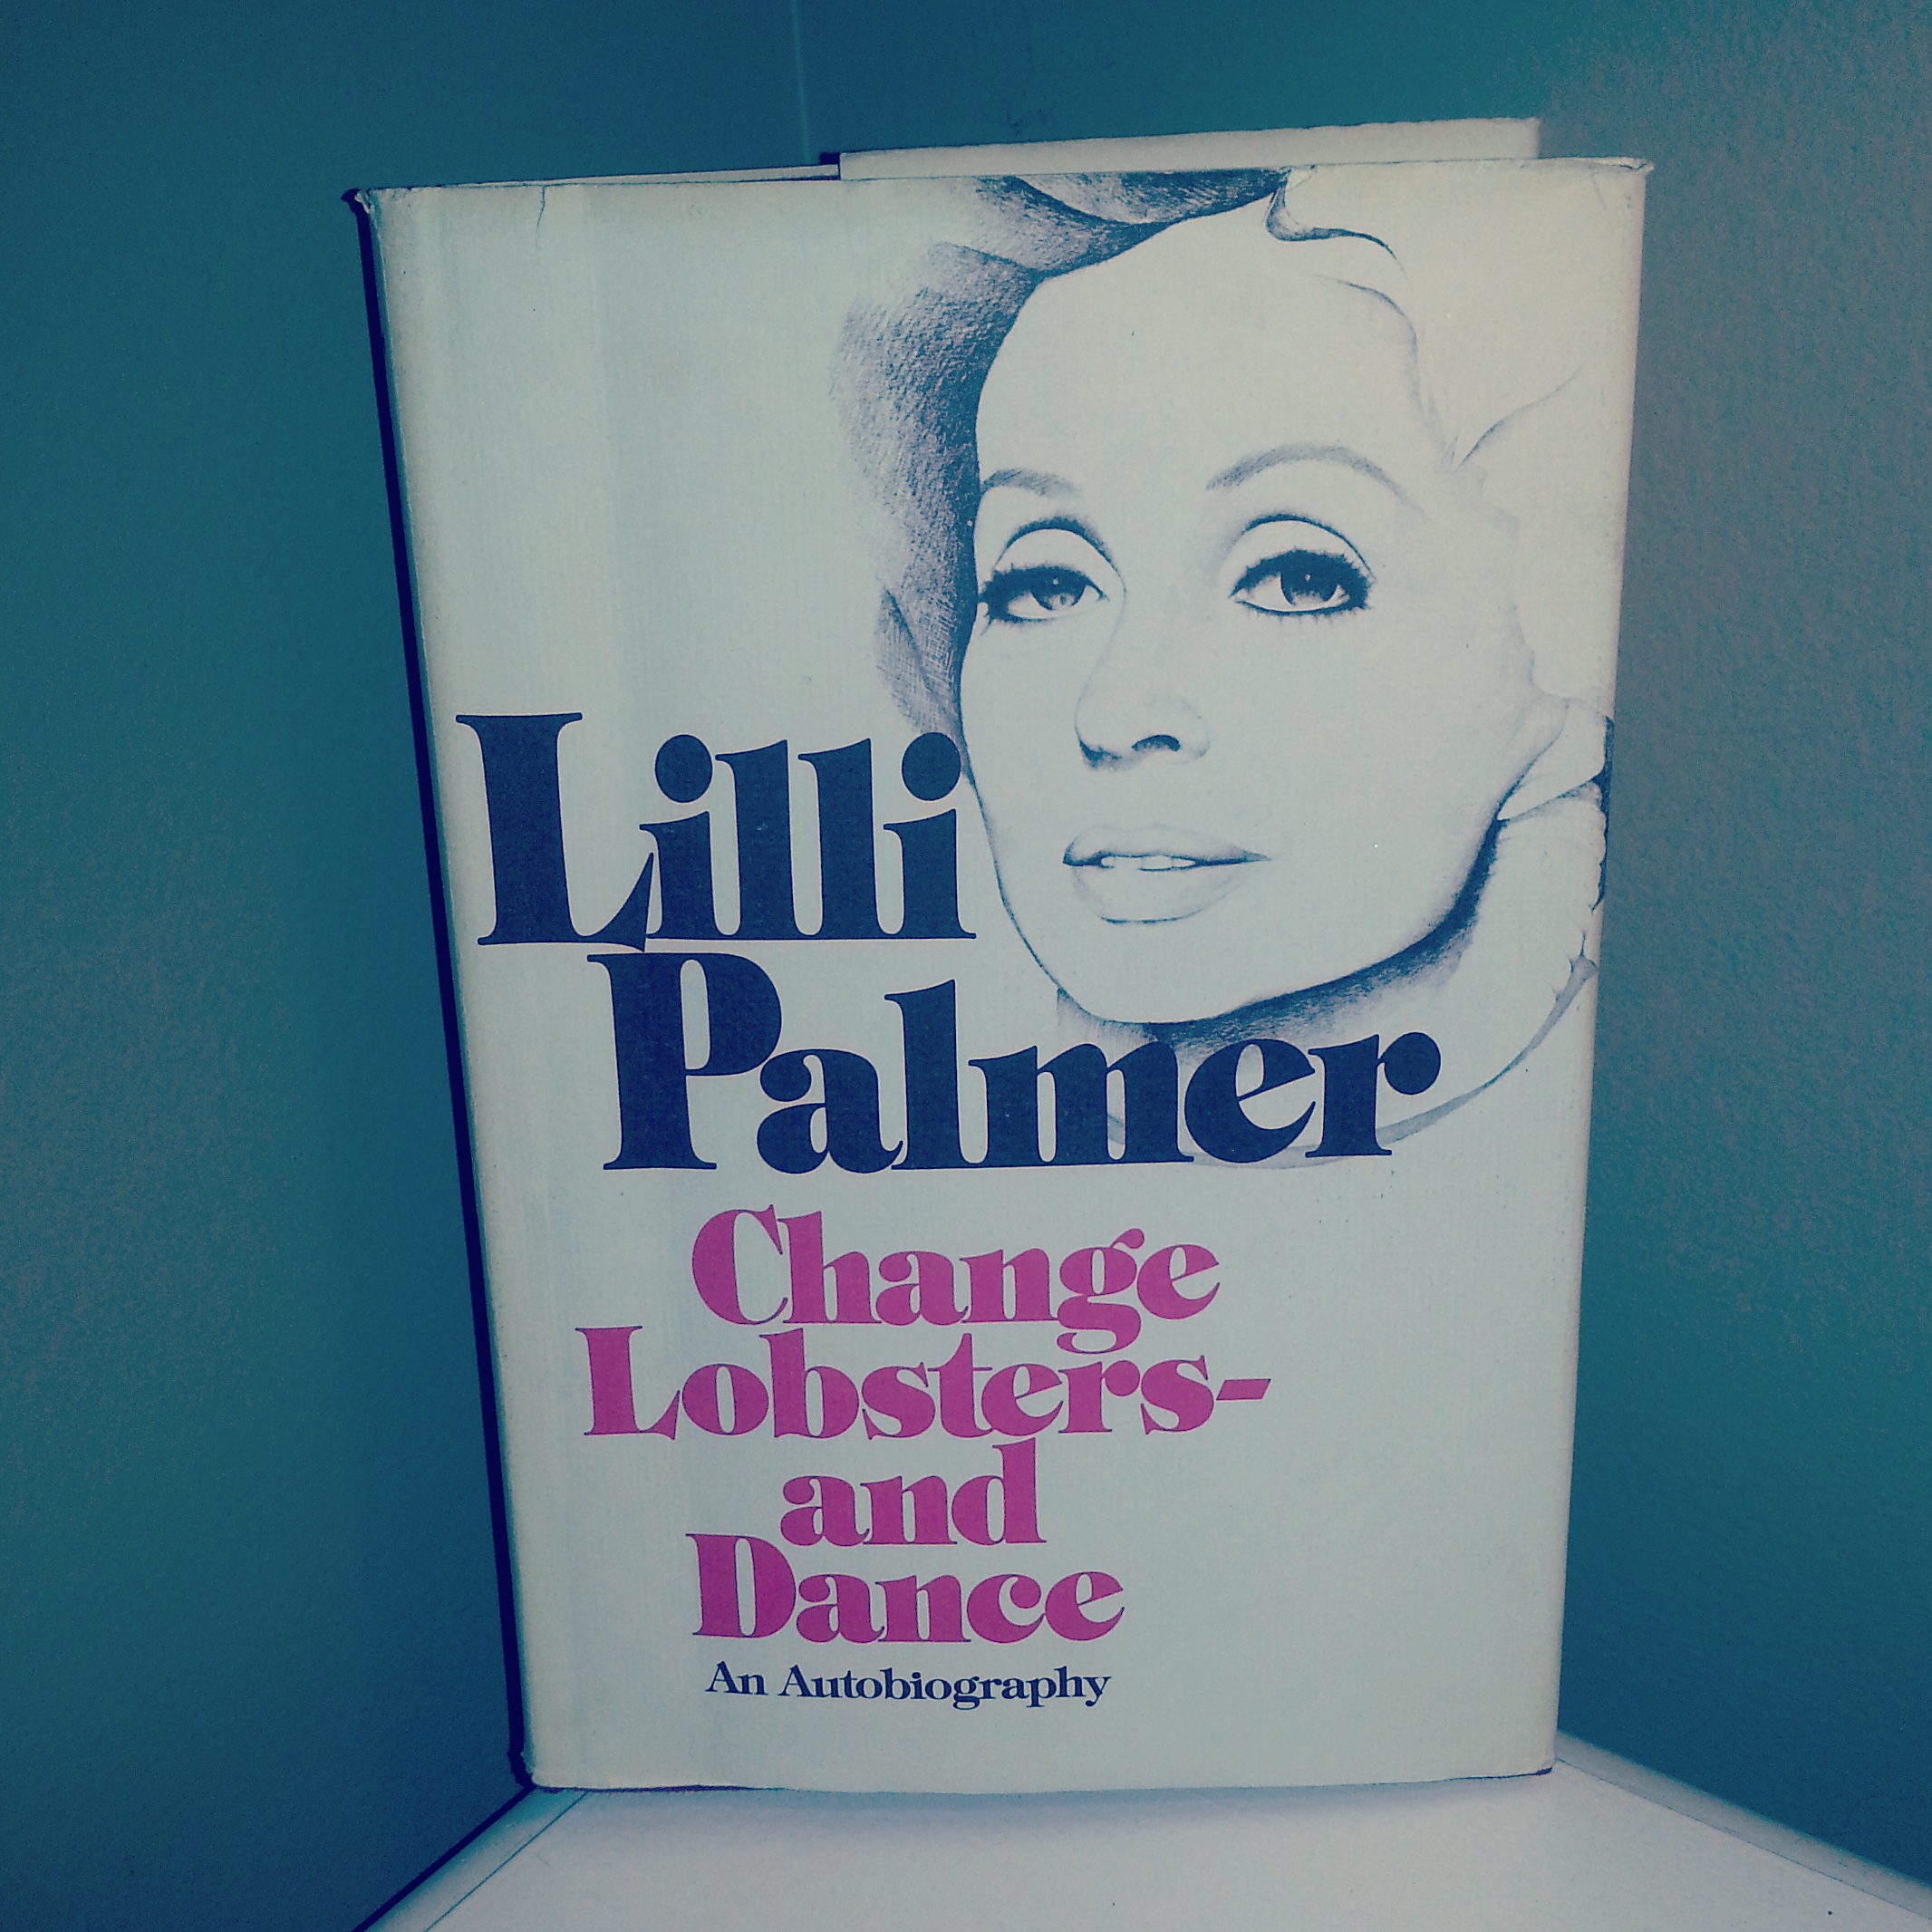 Lilli
Palmer
Change
Lobsters-
and
Dance
An Autobiography